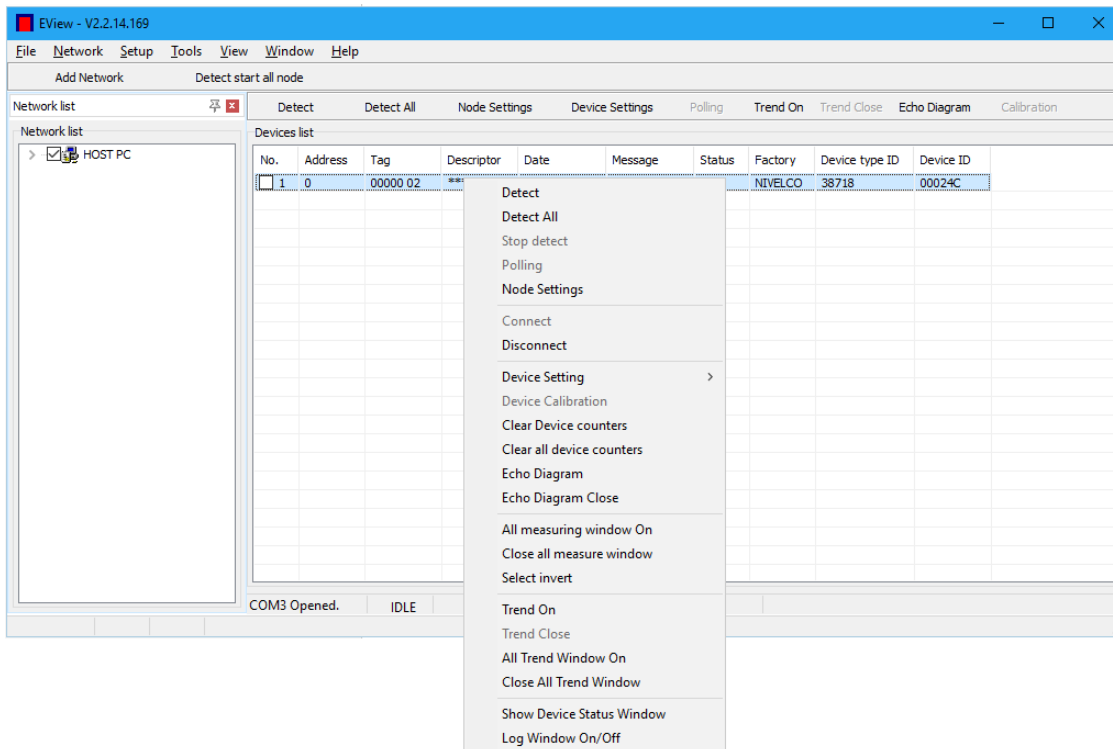 EView - V2.2.14.169
File Network Setup Tools View Window Help
Add Network Detect start all node
Network list
Detect Detect All Node Settings Device Settings Polling Trend On Trend Close Echo Diagram Calibration
Network list
HOST PC
Devices list
No. Address Tag Descriptor Date Message Status Factory Device type ID Device ID
1 0 00000 02 ** NIVELCO 38718 00024C
Detect
Detect All
Stop detect
Polling
Node Settings
Connect
Disconnect
Device Setting
Device Calibration
Clear Device counters
Clear all device counters
Echo Diagram
Echo Diagram Close
All measuring window On
Close all measure window
Select invert
Trend On
Trend Close
All Trend Window On
Close All Trend Window
Show Device Status Window
Log Window On/Off
COM3 Opened. IDLE